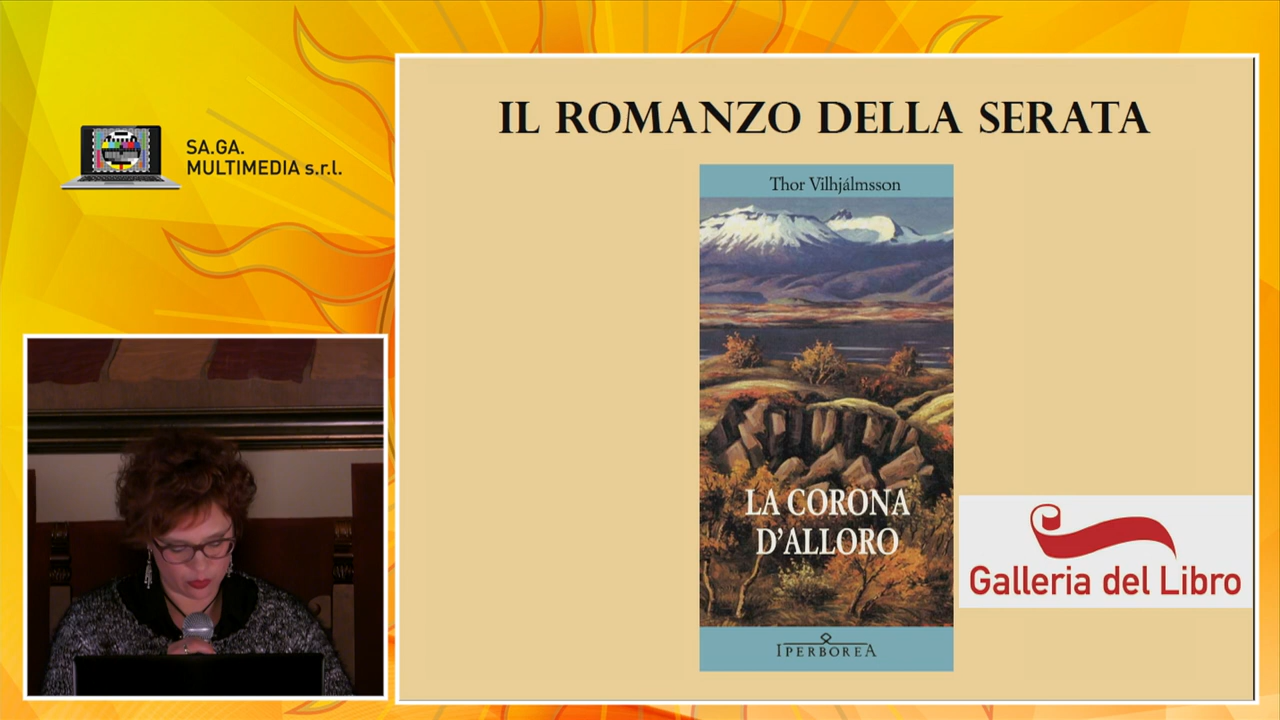 SA.GA.
MULTIMEDIA s.r.l.
IL ROMANZO DELLA SERATA
Thor Vilhjálmsson
LA CORONA
D'ALLORO
IPERBOREA
Galleria del Libro